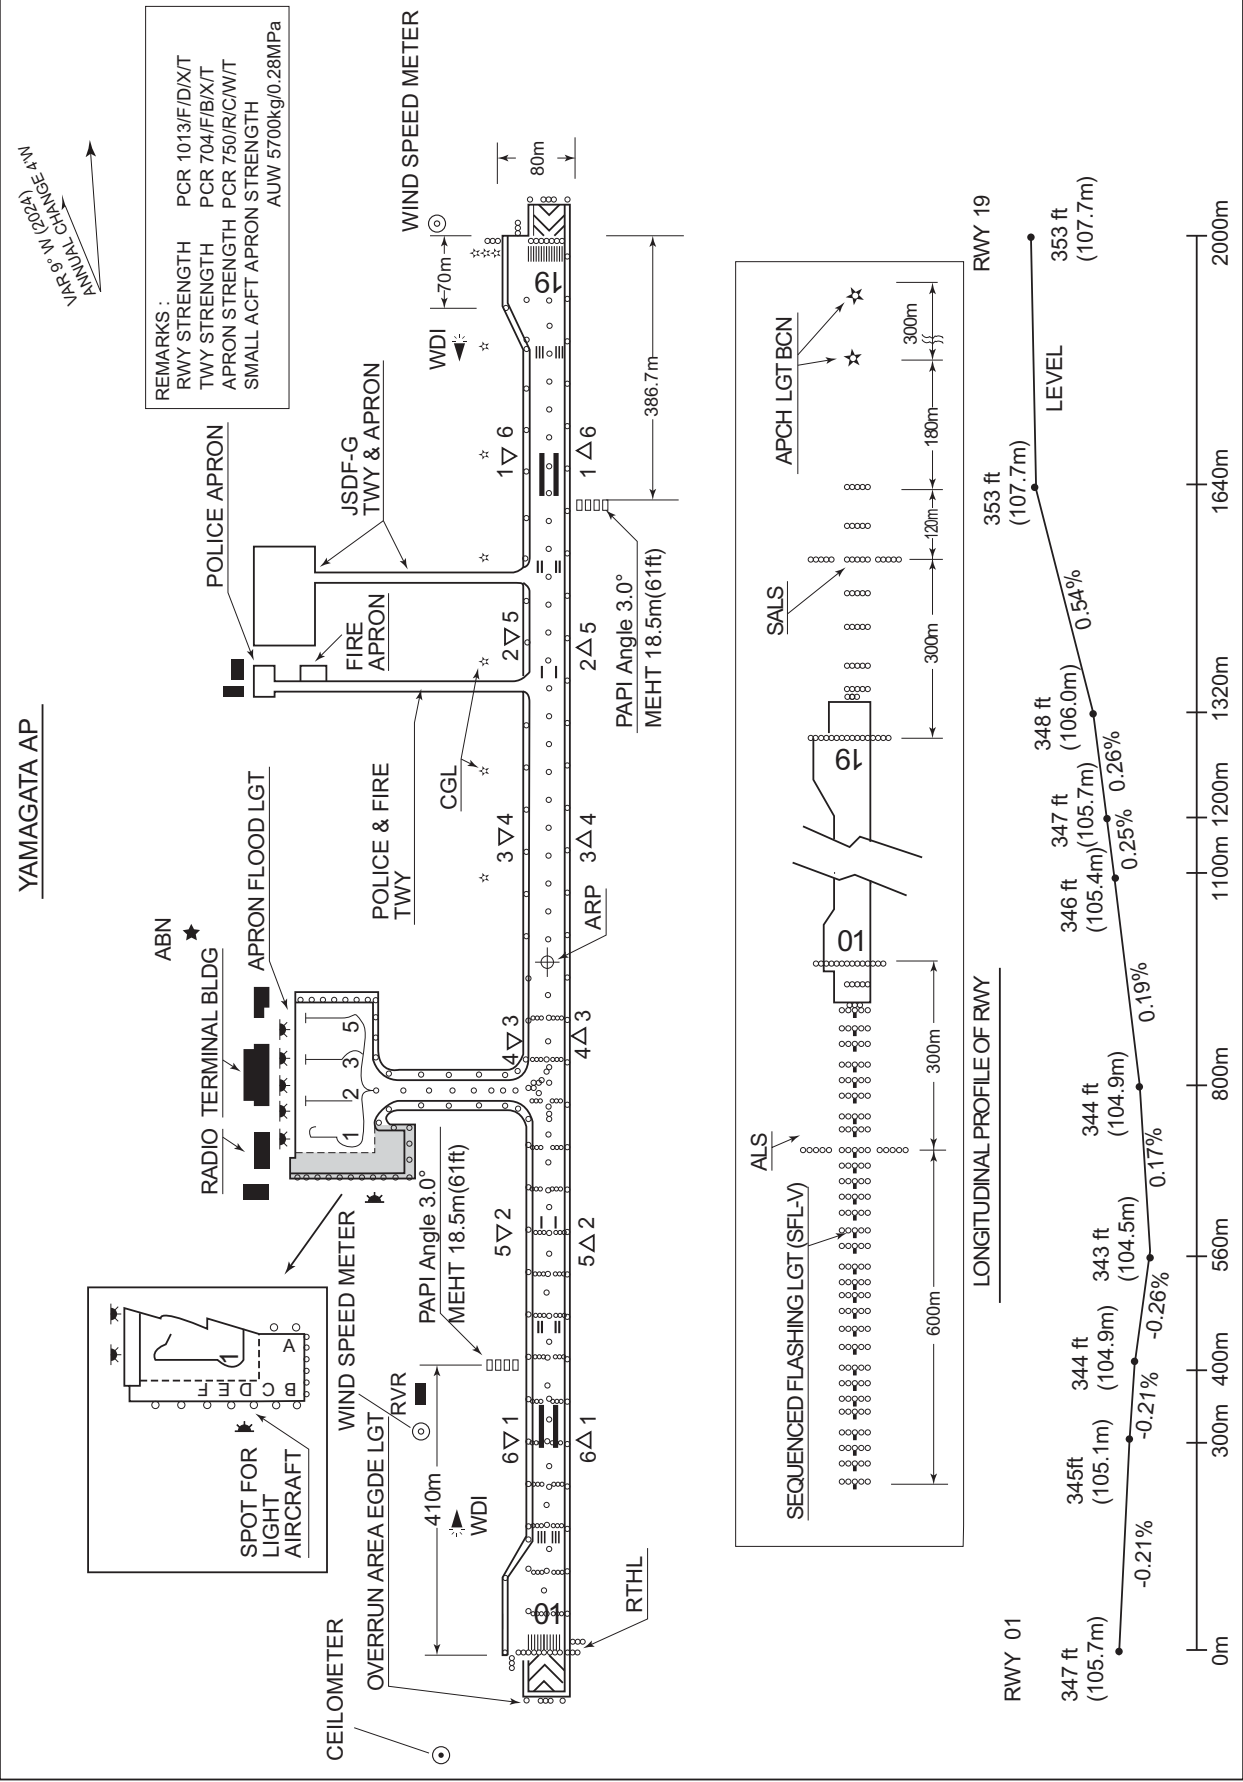 YAMAGATA AP
VAR 9° W (2024)
ANNUAL CHANGE 4'W
REMARKS :
RWY STRENGTH PCR 1013/F/D/X/T
TWY STRENGTH PCR 704/F/B/X/T
APRON STRENGTH PCR 750/R/C/W/T
SMALL ACFT APRON STRENGTH
AUW 5700kg/0.28MPa
ABN
RADIO
TERMINAL BLDG
APRON FLOOD LGT
POLICE APRON
FIRE
APRON
JSDF-G
TWY & APRON
POLICE & FIRE
TWY
CGL
WDI
WIND SPEED METER
70m
80m
1
2
3
5
1
A
B
C
D
E
F
SPOT FOR
LIGHT
AIRCRAFT
WIND SPEED METER
RVR
PAPI Angle 3.0°
MEHT 18.5m(61ft)
CEILOMETER
OVERRUN AREA EGDE LGT
410m
WDI
6▽1
5▽2
4▽3
3▽4
2▽5
1▽6
01
19
6△1
5△2
4△3
3△4
2△5
1△6
RTHL
ARP
PAPI Angle 3.0°
MEHT 18.5m(61ft)
386.7m
SEQUENCED FLASHING LGT (SFL-V)
ALS
01
19
SALS
APCH LGT BCN
600m
300m
300m
120m
180m
300m
LONGITUDINAL PROFILE OF RWY
RWY 01
RWY 19
347 ft
(105.7m)
345ft
(105.1m)
344 ft
(104.9m)
343 ft
(104.5m)
344 ft
(104.9m)
346 ft
(105.4m)
347 ft
(105.7m)
348 ft
(106.0m)
353 ft
(107.7m)
353 ft
(107.7m)
-0.21%
-0.21%
-0.26%
0.17%
0.19%
0.25%
0.26%
0.54%
LEVEL
0m
300m
400m
560m
800m
1100m
1200m
1320m
1640m
2000m